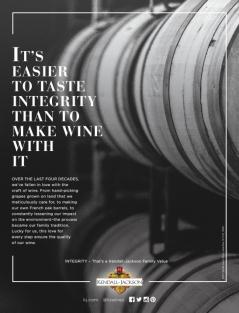 IT'S
EASIER
TO TASTE
INTEGRITY
THAN TO
MAKE WINE
WITH
IT
OVER THE LAST FOUR DECADES,
we've fallen in love with the
craft of wine. From hand-picking
grapes grown on land that we
meticulously care for, to making
our own French oak barrels, to
constantly lessening our impact
on the environment–the process
became our family tradition.
Lucky for us, this love for
every step ensure the quality
of our wine.
INTEGRITY – That's a Kendall-Jackson Family Value
KENDALL-JACKSON
kj.com